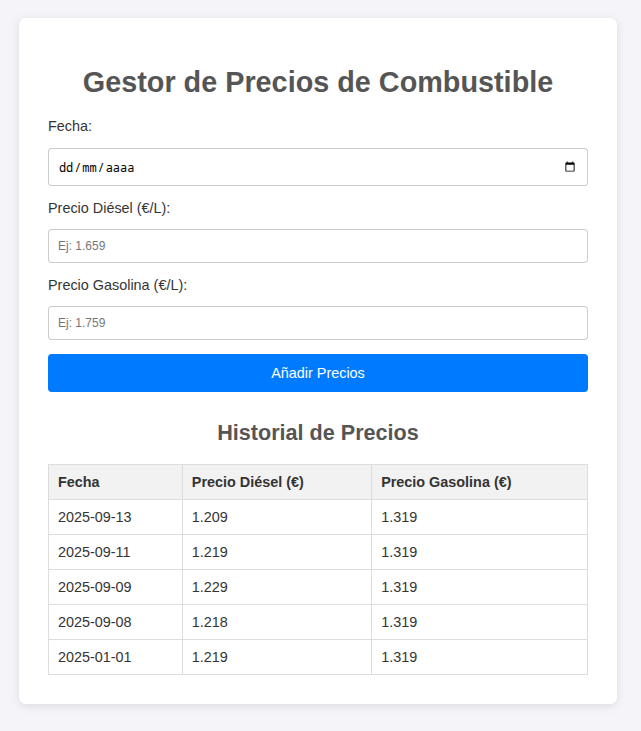 Gestor de Precios de Combustible
Fecha:
dd/mm/aaaa
Precio Diésel (€/L):
Ej: 1.659
Precio Gasolina (€/L):
Ej: 1.759
Añadir Precios
Historial de Precios
Fecha Precio Diésel (€) Precio Gasolina (€)
2025-09-13 1.209 1.319
2025-09-11 1.219 1.319
2025-09-09 1.229 1.319
2025-09-08 1.218 1.319
2025-01-01 1.219 1.319